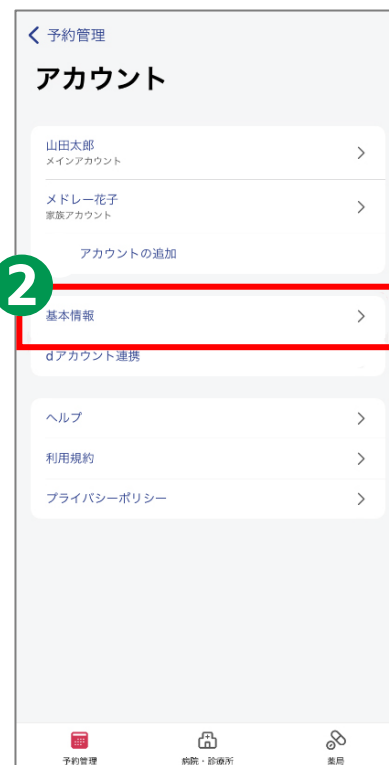 予約管理
アカウント
山田太郎
メインアカウント
メドレー花子
家族アカウント
アカウントの追加
2
基本情報
dアカウント連携
ヘルプ
利用規約
プライバシーポリシー
予約管理
病院・診療所
薬局